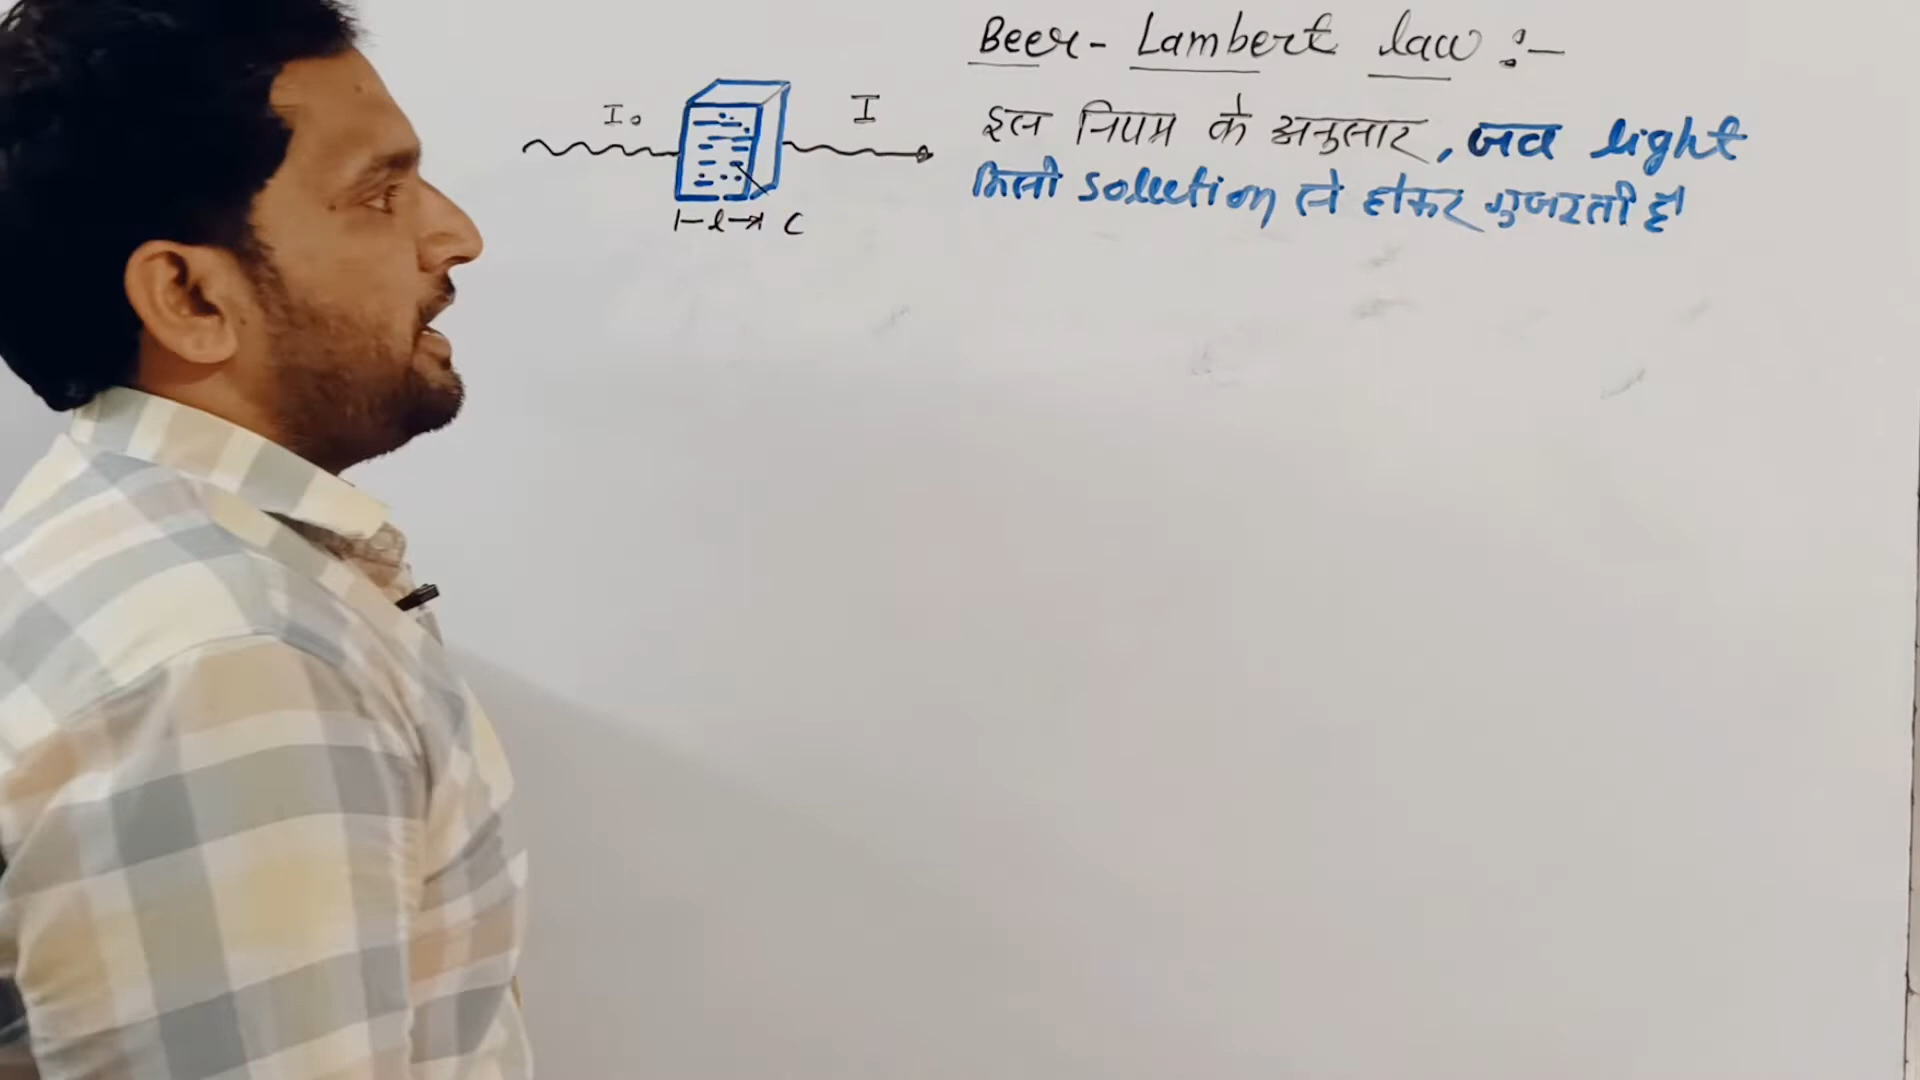 Beer- Lambert law :-
I₀
I
इस नियम के अनुसार, जब light
किसी solution से होकर गुजरती है
l
C